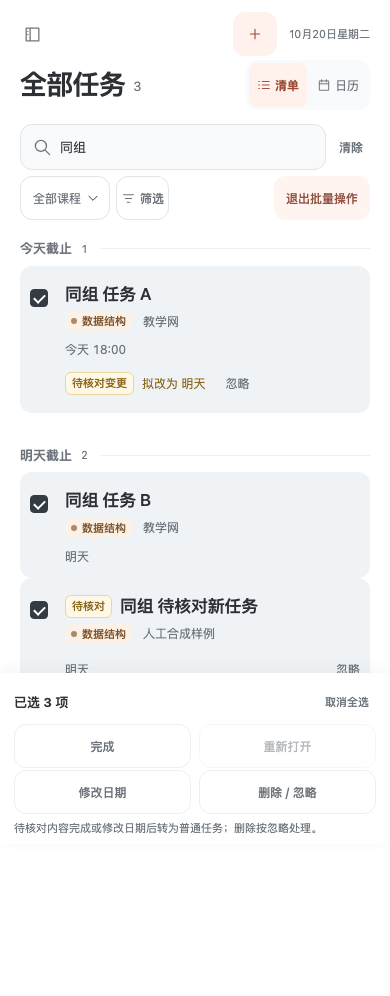 10月20日星期二
全部任务 3
清单 日历
同组 清除
全部课程 筛选 退出批量操作
今天截止 1
同组 任务 A
数据结构 教学网
今天 18:00
待核对变更 拟改为 明天 忽略
明天截止 2
同组 任务 B
数据结构 教学网
明天
待核对 同组 待核对新任务
数据结构 人工合成样例
明天 忽略
已选 3 项 取消全选
完成 重新打开
修改日期 删除 / 忽略
待核对内容完成或修改日期后转为普通任务；删除按忽略处理。